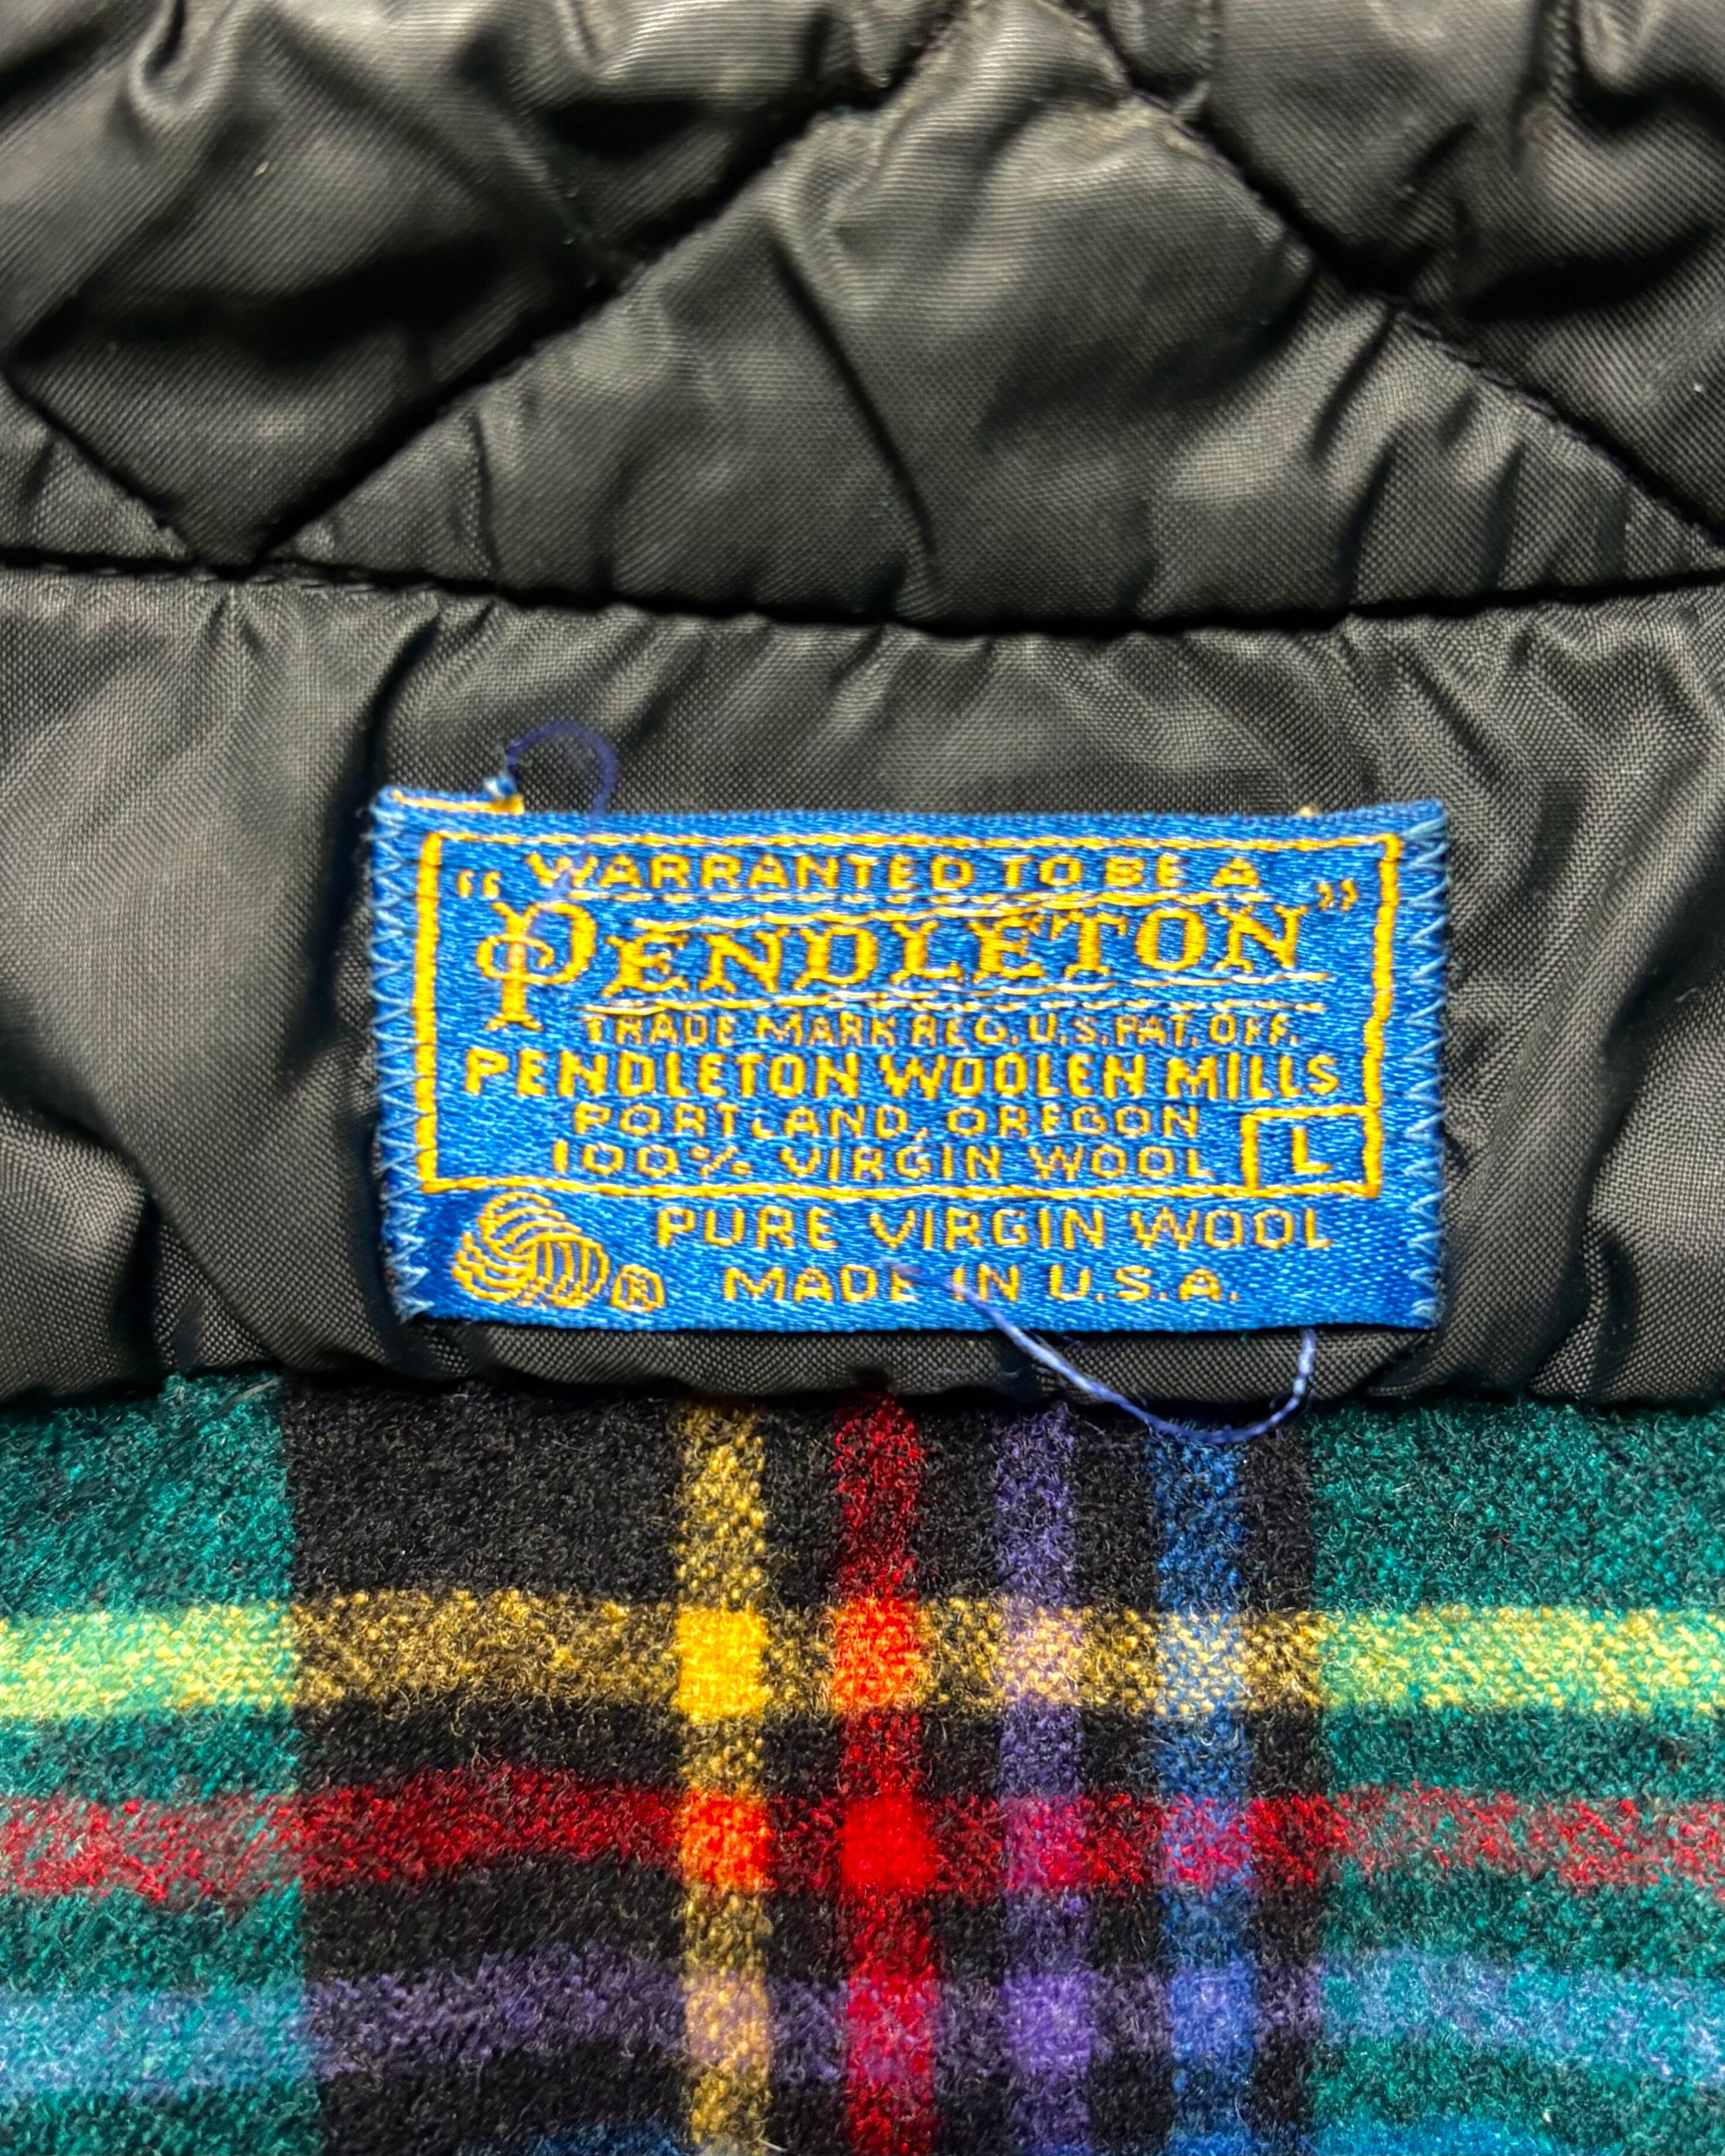 WARRANTED TO BE A
"PENDLETON"
TRADE MARK REG. U.S. PAT. OFF.
PENDLETON WOOLEN MILLS
PORTLAND, OREGON
100% VIRGIN WOOL L
PURE VIRGIN WOOL
® MADE IN U.S.A.